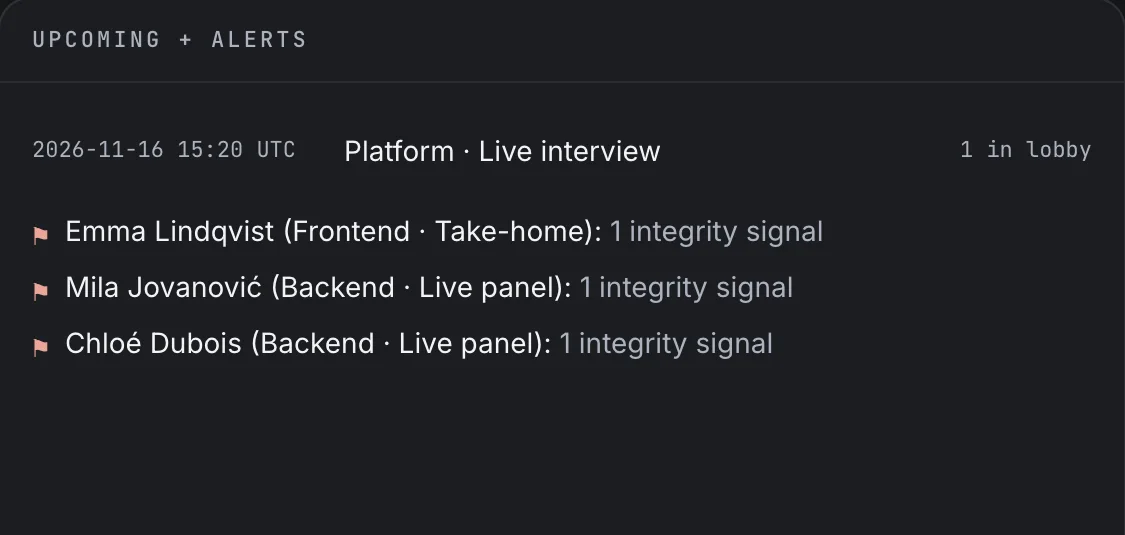 UPCOMING + ALERTS
2026-11-16 15:20 UTC Platform · Live interview 1 in lobby
Emma Lindqvist (Frontend · Take-home): 1 integrity signal
Mila Jovanović (Backend · Live panel): 1 integrity signal
Chloé Dubois (Backend · Live panel): 1 integrity signal